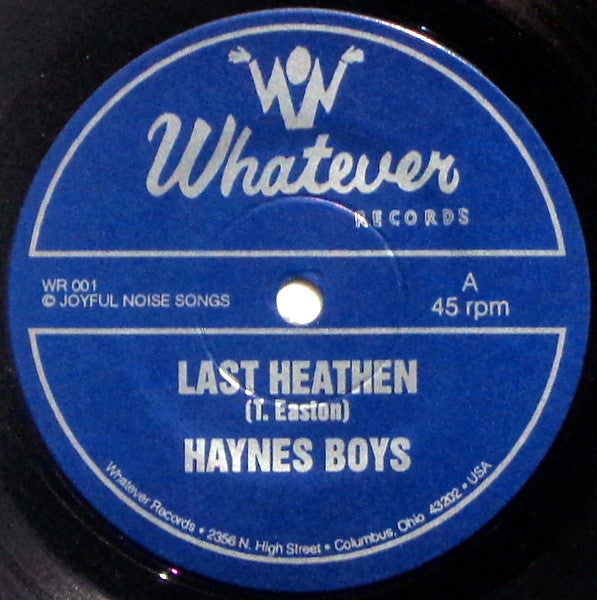 Whatever
RECORDS
WR 001
© JOYFUL NOISE SONGS
A
45 rpm
LAST HEATHEN
(T. Easton)
HAYNES BOYS
Whatever Records • 2356 N. High Street • Columbus, Ohio 43202 • USA